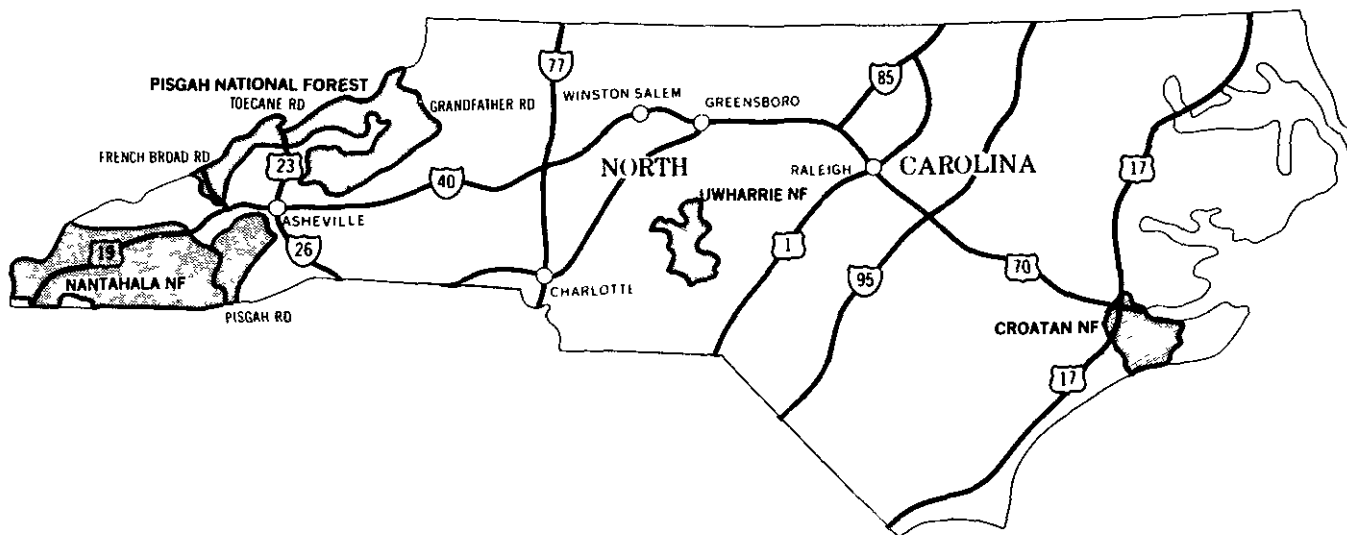 PISGAH NATIONAL FOREST
TOECANE RD
GRANDFATHER RD
FRENCH BROAD RD
23
77
WINSTON SALEM
GREENSBORO
85
40
NORTH
CAROLINA
RALEIGH
17
UWHARRIE NF
ASHEVILLE
19
26
1
NANTAHALA NF
95
70
CHARLOTTE
PISGAH RD
CROATAN NF
17